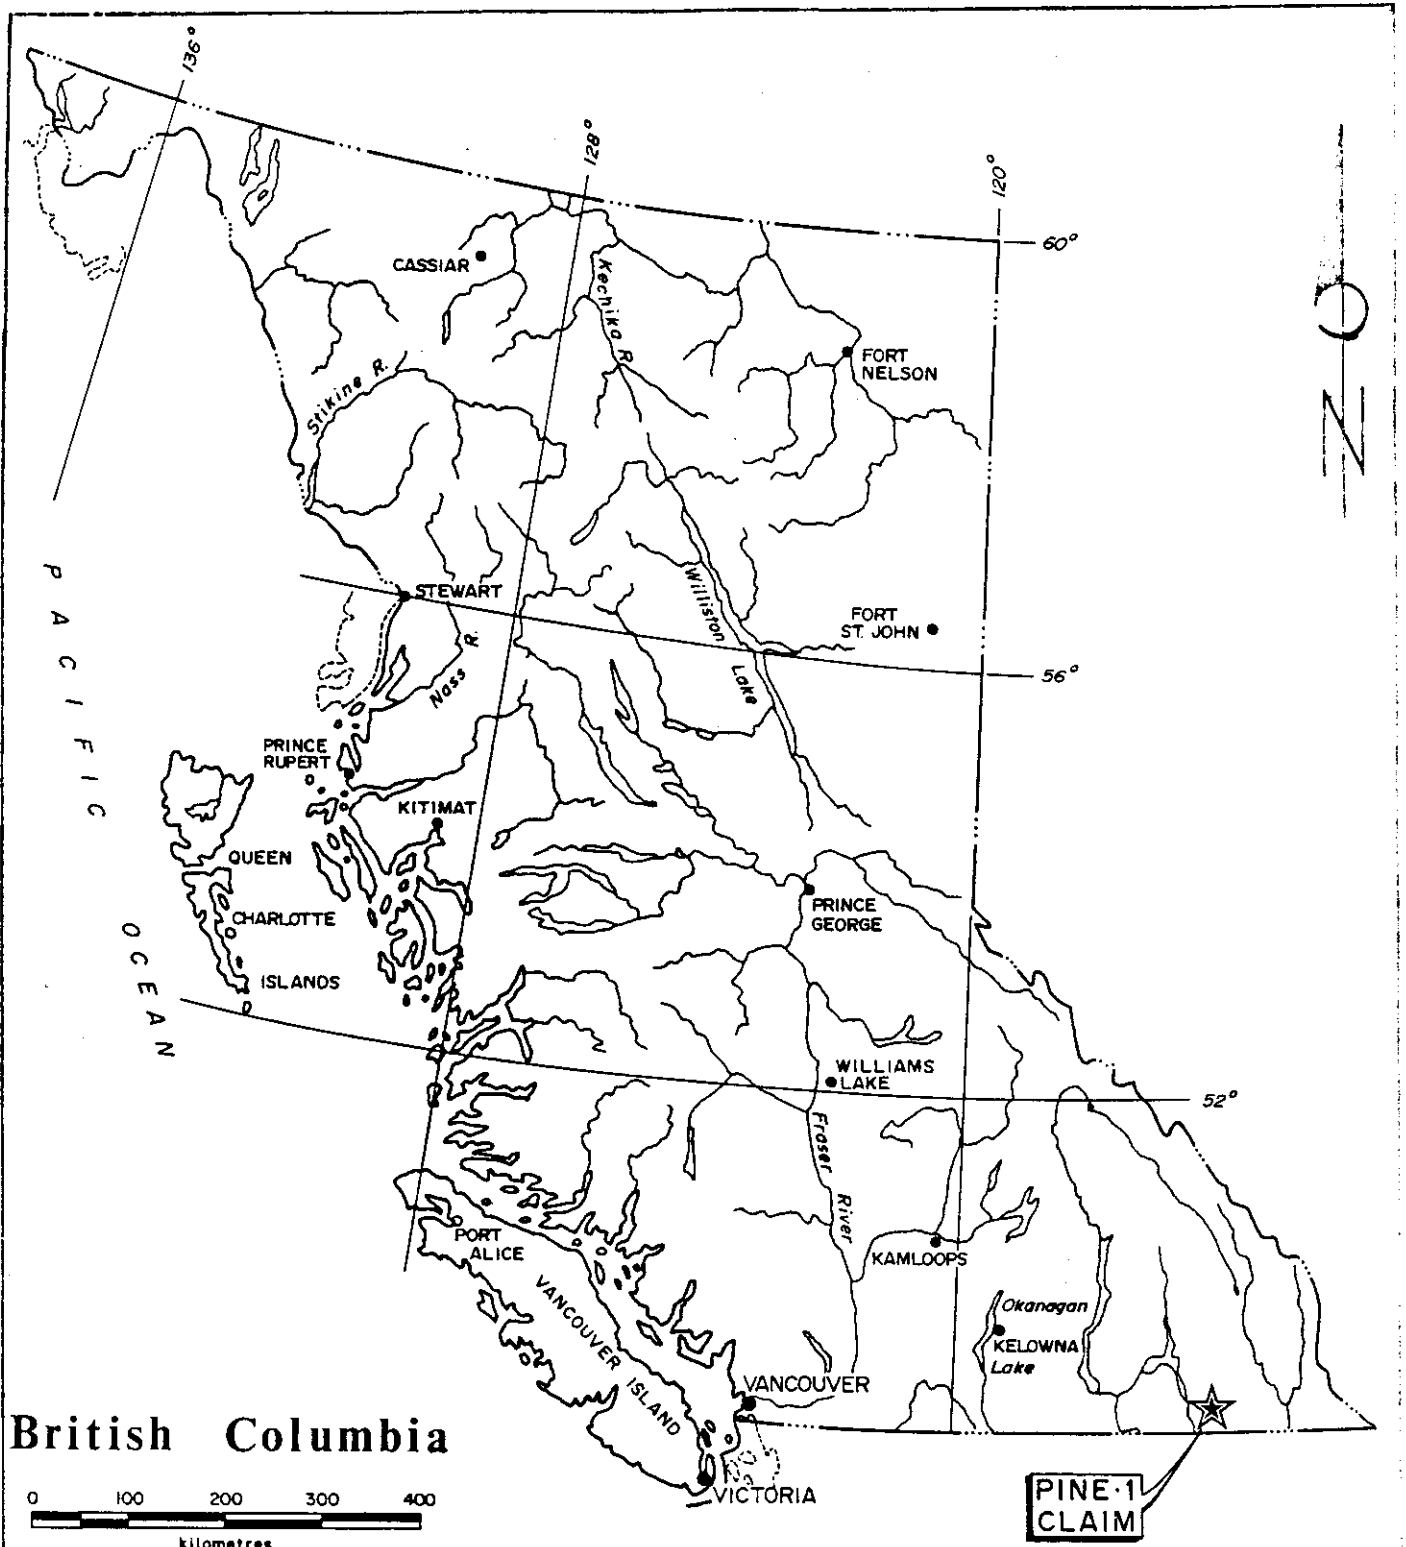 136°
128°
120°
60°
CASSIAR
Kechika R.
FORT
NELSON
Stikine R.
N
PACIFIC
OCEAN
STEWART
Williston
Lake
FORT
ST. JOHN
Nass R.
56°
PRINCE
RUPERT
KITIMAT
QUEEN
CHARLOTTE
ISLANDS
PRINCE
GEORGE
WILLIAMS
LAKE
52°
Fraser
River
PORT
ALICE
KAMLOOPS
VANCOUVER ISLAND
Okanagan
KELOWNA
Lake
VANCOUVER
British Columbia
VICTORIA
PINE·1
CLAIM
0 100 200 300 400
kilometres